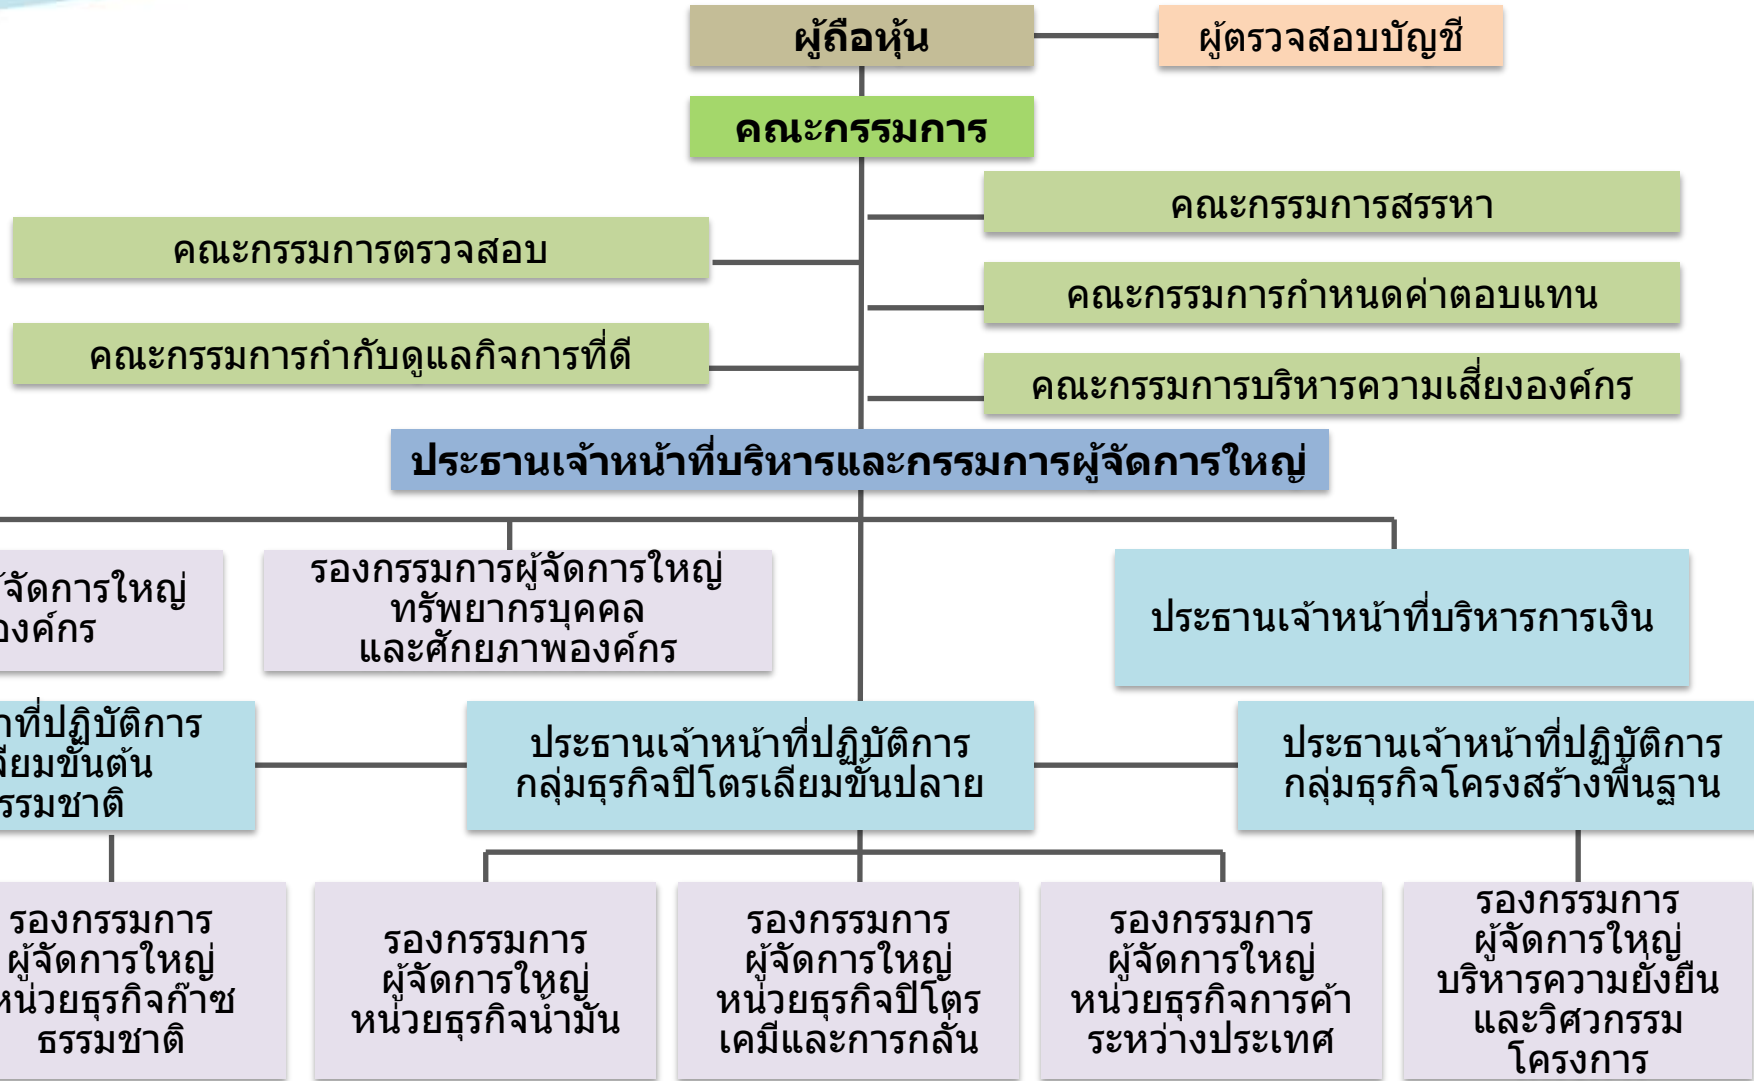 ผู้ถือหุ้น
ผู้ตรวจสอบบัญชี
คณะกรรมการ
คณะกรรมการสรรหา
คณะกรรมการตรวจสอบ
คณะกรรมการกำหนดค่าตอบแทน
คณะกรรมการกำกับดูแลกิจการที่ดี
คณะกรรมการบริหารความเสี่ยงองค์กร
ประธานเจ้าหน้าที่บริหารและกรรมการผู้จัดการใหญ่
จัดการใหญ่
องค์กร
รองกรรมการผู้จัดการใหญ่
ทรัพยากรบุคคล
และศักยภาพองค์กร
ประธานเจ้าหน้าที่บริหารการเงิน
าที่ปฏิบัติการ
ลียมขั้นต้น
รรมชาติ
ประธานเจ้าหน้าที่ปฏิบัติการ
กลุ่มธุรกิจปิโตรเลียมขั้นปลาย
ประธานเจ้าหน้าที่ปฏิบัติการ
กลุ่มธุรกิจโครงสร้างพื้นฐาน
รองกรรมการ
ผู้จัดการใหญ่
หน่วยธุรกิจก๊าซ
ธรรมชาติ
รองกรรมการ
ผู้จัดการใหญ่
หน่วยธุรกิจน้ำมัน
รองกรรมการ
ผู้จัดการใหญ่
หน่วยธุรกิจปิโตร
เคมีและการกลั่น
รองกรรมการ
ผู้จัดการใหญ่
หน่วยธุรกิจการค้า
ระหว่างประเทศ
รองกรรมการ
ผู้จัดการใหญ่
บริหารความยั่งยืน
และวิศวกรรม
โครงการ